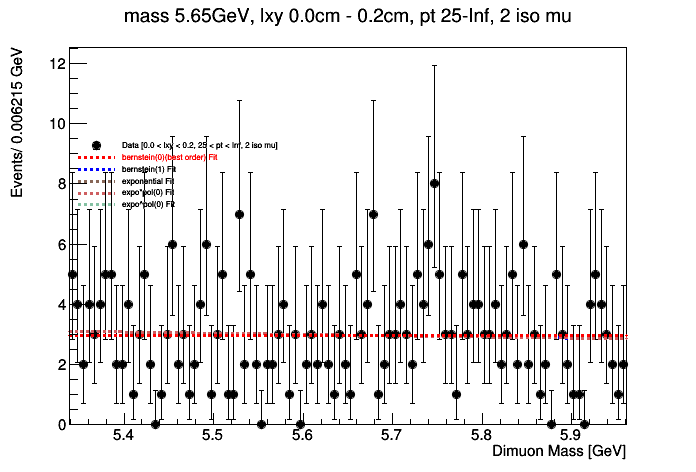 mass 5.65GeV, lxy 0.0cm - 0.2cm, pt 25-Inf, 2 iso mu
Events/ 0.006215 GeV
12
10
8
6
4
2
0
Data [0.0 < lxy < 0.2, 25 < pt < Inf, 2 iso mu]
bernstein(0)(best order) Fit
bernstein(1) Fit
exponential Fit
expo*pol(0) Fit
expo*pol(0) Fit
5.4 5.5 5.6 5.7 5.8 5.9
Dimuon Mass [GeV]